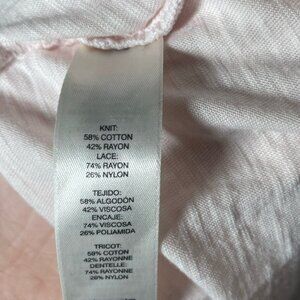 KNIT:
58% COTTON
42% RAYON
LACE:
74% RAYON
26% NYLON
TEJIDO:
58% ALGODÓN
42% VISCOSA
ENCAJE:
74% VISCOSA
26% POLIAMIDA
TRICOT:
58% COTON
42% RAYONNE
DENTELLE:
74% RAYONNE
26% NYLON